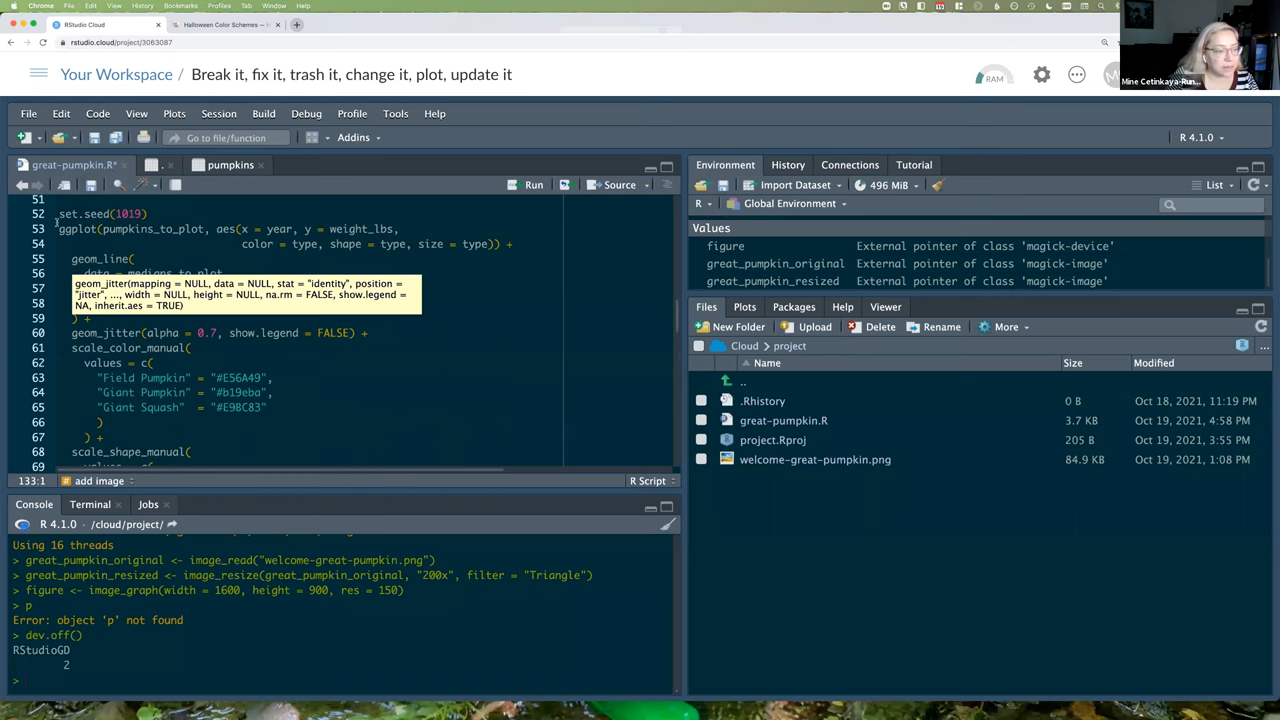 Chrome File Edit View History Bookmarks Profiles Tab Window Help
RStudio Cloud
Halloween Color Schemes —
rstudio.cloud/project/3063087
Your Workspace / Break it, fix it, trash it, change it, plot, update it
RAM
Mine Cetinkaya-Run...
File Edit Code View Plots Session Build Debug Profile Tools Help
Go to file/function
Addins
R 4.1.0
great-pumpkin.R*
.
pumpkins
Run
Source
51
52 set.seed(1019)
53 ggplot(pumpkins_to_plot, aes(x = year, y = weight_lbs,
54 color = type, shape = type, size = type)) +
55 geom_line(
56 data = medians_to_plot
57
58
geom_jitter(mapping = NULL, data = NULL, stat = "identity", position =
"jitter", ..., width = NULL, height = NULL, na.rm = FALSE, show.legend =
NA, inherit.aes = TRUE)
59 ) +
60 geom_jitter(alpha = 0.7, show.legend = FALSE) +
61 scale_color_manual(
62 values = c(
63 "Field Pumpkin" = "#E56A49",
64 "Giant Pumpkin" = "#b19eba",
65 "Giant Squash" = "#E9BC83"
66 )
67 ) +
68 scale_shape_manual(
69 values = c(
133:1
# add image
R Script
Console Terminal Jobs
R 4.1.0 · /cloud/project/
Using 16 threads
> great_pumpkin_original <- image_read("welcome-great-pumpkin.png")
> great_pumpkin_resized <- image_resize(great_pumpkin_original, "200x", filter = "Triangle")
> figure <- image_graph(width = 1600, height = 900, res = 150)
> p
Error: object 'p' not found
> dev.off()
RStudioGD
2
>
Environment History Connections Tutorial
Import Dataset
496 MiB
List
R
Global Environment
Values
figure External pointer of class 'magick-device'
great_pumpkin_original External pointer of class 'magick-image'
great_pumpkin_resized External pointer of class 'magick-image'
Files Plots Packages Help Viewer
New Folder Upload Delete Rename More
Cloud project
...
Name Size Modified
..
.Rhistory 0 B Oct 18, 2021, 11:19 PM
great-pumpkin.R 3.7 KB Oct 19, 2021, 4:58 PM
project.Rproj 205 B Oct 19, 2021, 3:55 PM
welcome-great-pumpkin.png 84.9 KB Oct 19, 2021, 1:08 PM